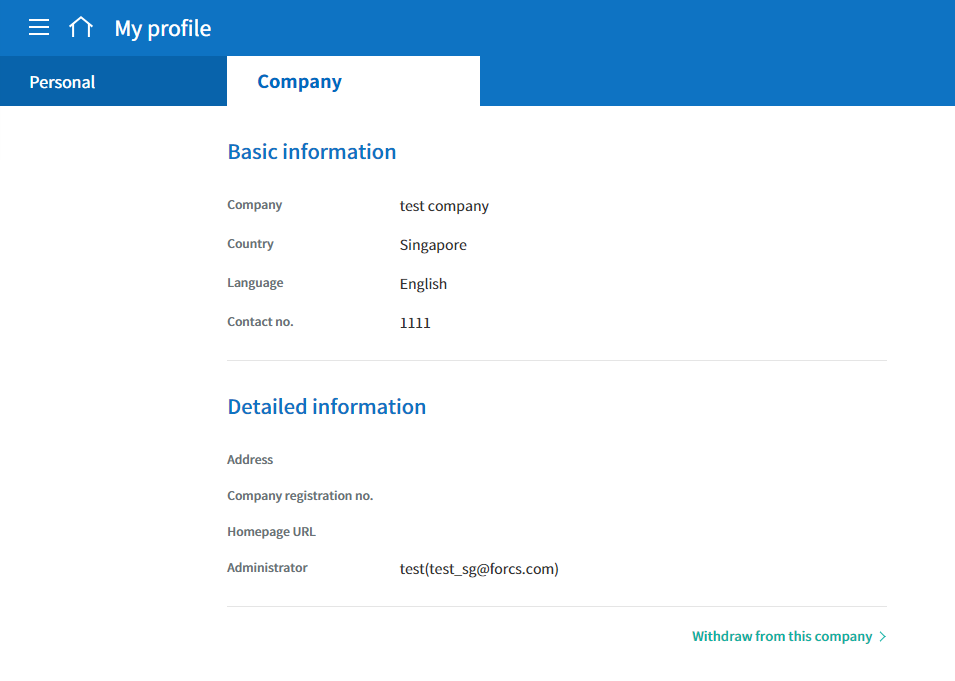 My profile
Personal
Company
Basic information
Company test company
Country Singapore
Language English
Contact no. 1111
Detailed information
Address
Company registration no.
Homepage URL
Administrator test(test_sg@forcs.com)
Withdraw from this company